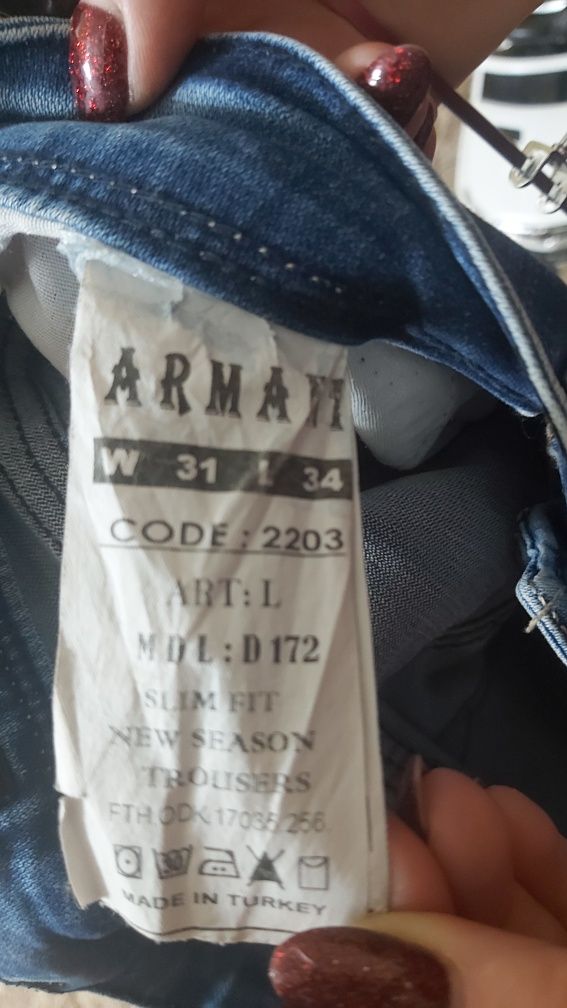 ARMANI
W 31 L 34
CODE : 2203
ART: L
MDL : D 172
SLIM FIT
NEW SEASON
TROUSERS
FTH.ODK.17035.256.
MADE IN TURKEY